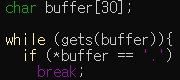 char buffer[30];
while (gets(buffer)){
if (*buffer == '.')
break;